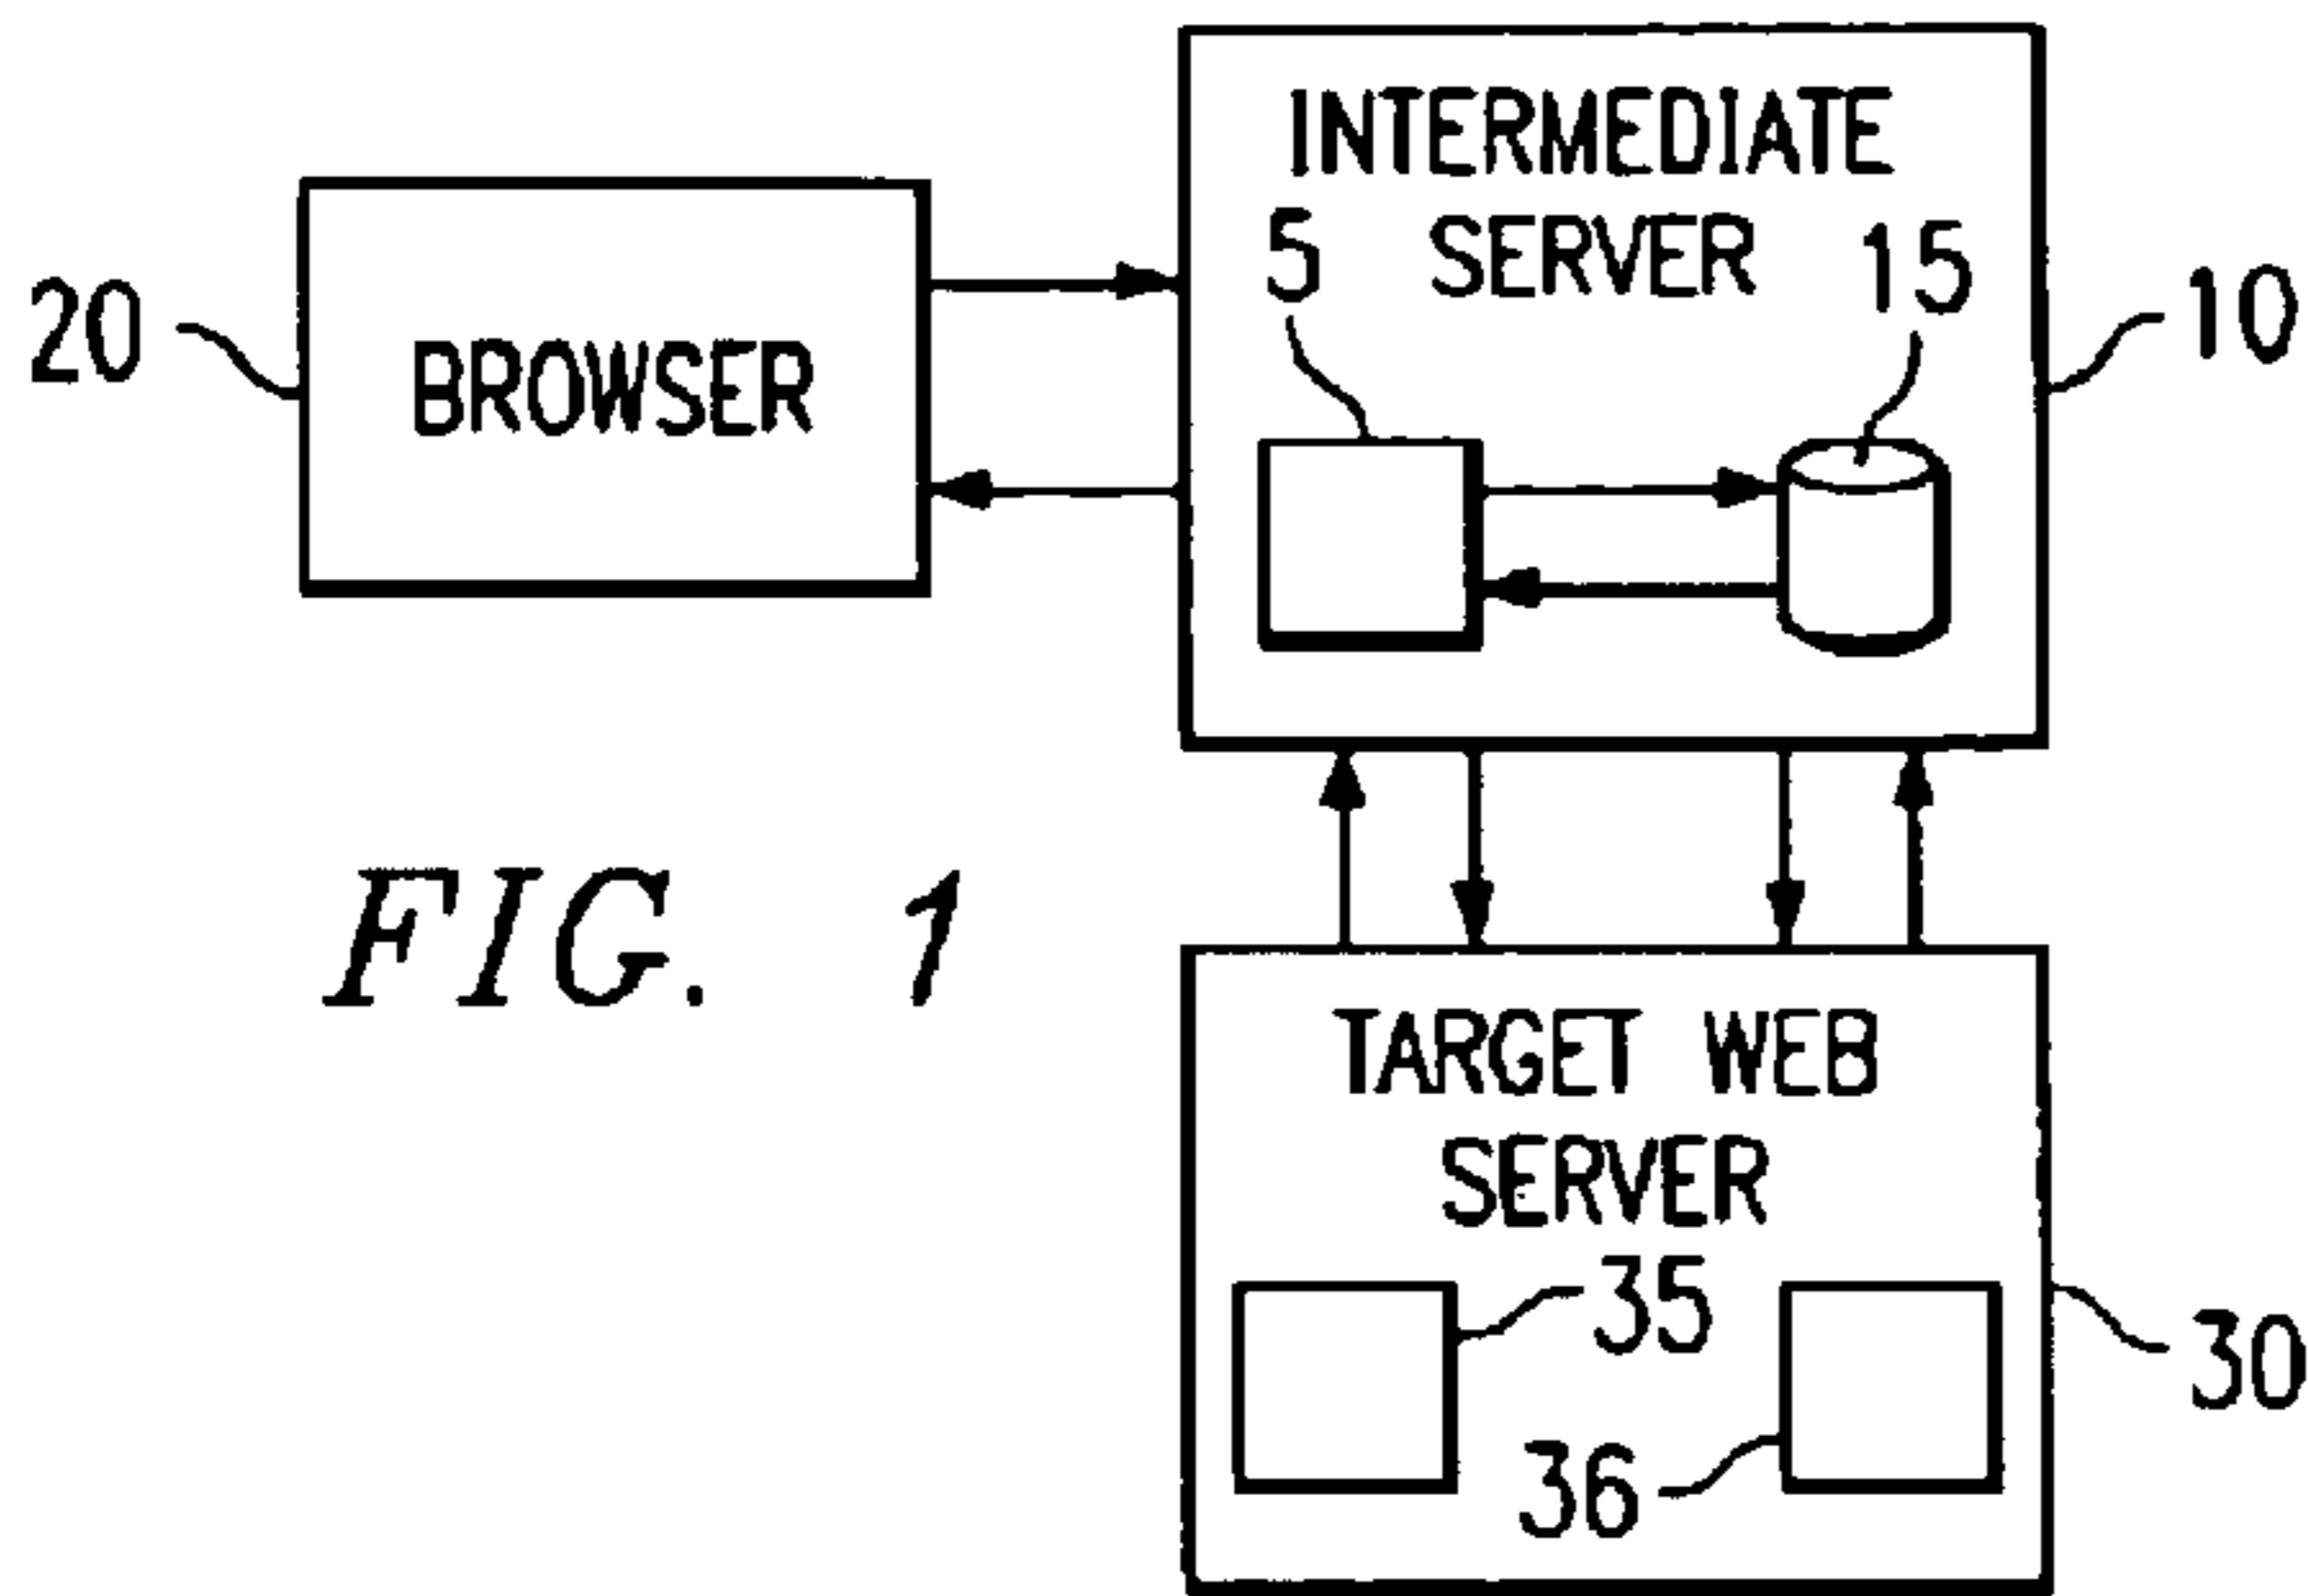 INTERMEDIATE
SERVER
5
15
10
20
BROWSER
FIG. 1
TARGET WEB
SERVER
35
30
36